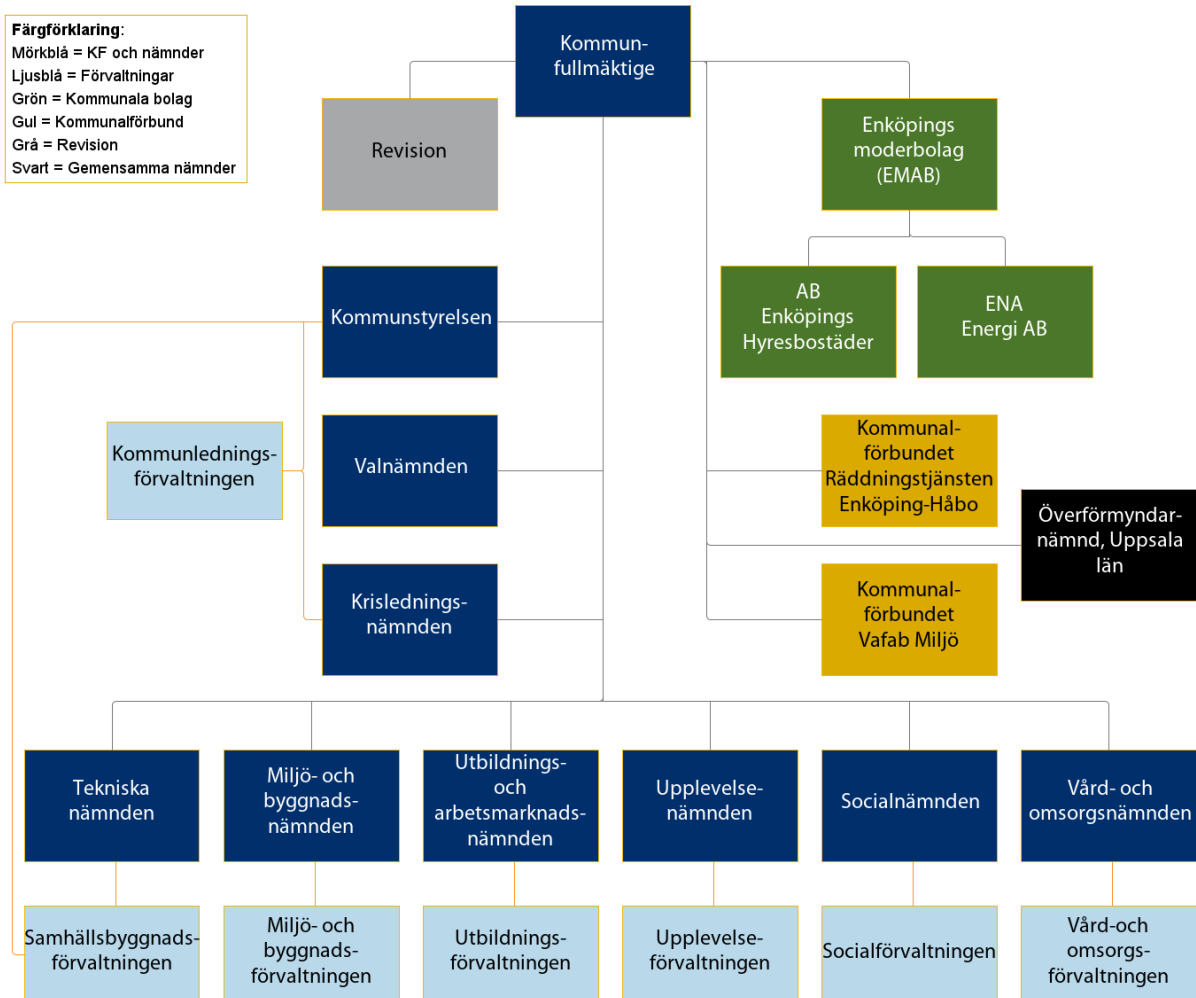 Färgförklaring:
Mörkblå = KF och nämnder
Ljusblå = Förvaltningar
Grön = Kommunala bolag
Gul = Kommunalförbund
Grå = Revision
Svart = Gemensamma nämnder
Kommun-
fullmäktige
Revision
Enköpings
moderbolag
(EMAB)
Kommunstyrelsen
AB
Enköpings
Hyresbostäder
ENA
Energi AB
Kommunlednings-
förvaltningen
Valnämnden
Kommunal-
förbundet
Räddningstjänsten
Enköping-Håbo
Överförmyndar-
nämnd, Uppsala
län
Krislednings-
nämnden
Kommunal-
förbundet
Vafab Miljö
Tekniska
nämnden
Miljö- och
byggnads-
nämnden
Utbildnings-
och
arbetsmarknads-
nämnden
Upplevelse-
nämnden
Socialnämnden
Vård- och
omsorgsnämnden
Samhällsbyggnads-
förvaltningen
Miljö- och
byggnads-
förvaltningen
Utbildnings-
förvaltningen
Upplevelse-
förvaltningen
Socialförvaltningen
Vård-och
omsorgs-
förvaltningen